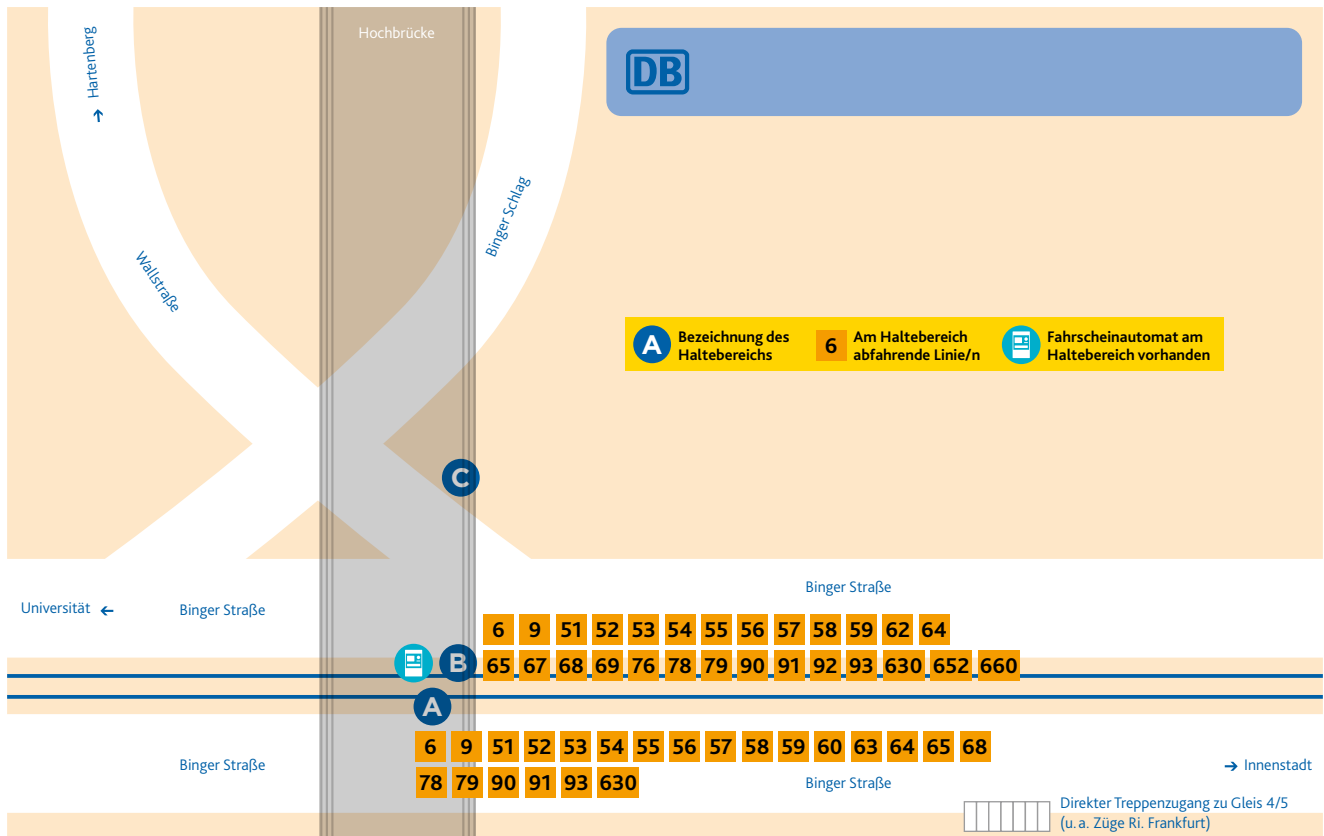 Hochbrücke
Hartenberg
DB
Binger Schlag
Wallstraße
A Bezeichnung des
Haltebereichs
6 Am Haltebereich
abfahrende Linie/n
Fahrscheinautomat am
Haltebereich vorhanden
C
Binger Straße
Universität
Binger Straße
6 9 51 52 53 54 55 56 57 58 59 62 64
B 65 67 68 69 76 78 79 90 91 92 93 630 652 660
A
6 9 51 52 53 54 55 56 57 58 59 60 63 64 65 68
78 79 90 91 93 630
Binger Straße
Innenstadt
Binger Straße
Direkter Treppenzugang zu Gleis 4/5
(u. a. Züge Ri. Frankfurt)